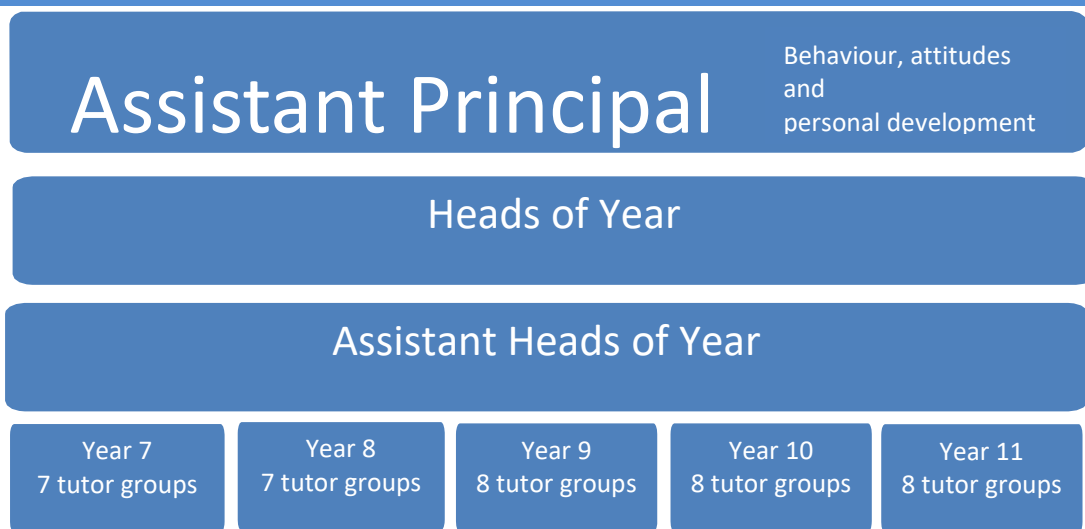 Assistant Principal
Behaviour, attitudes
and
personal development
Heads of Year
Assistant Heads of Year
Year 7
7 tutor groups
Year 8
7 tutor groups
Year 9
8 tutor groups
Year 10
8 tutor groups
Year 11
8 tutor groups